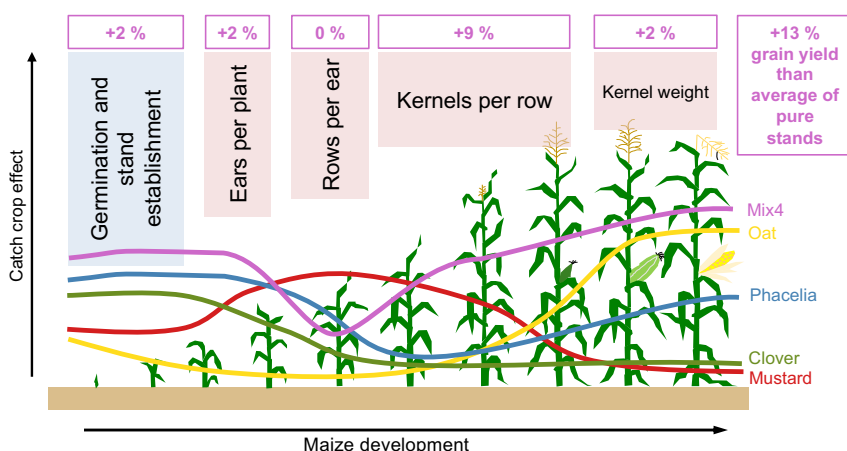 +2 %
+2 %
0 %
+9 %
+2 %
+13 %
grain yield
than
average of
pure
stands
Germination and
stand
establishment
Ears per plant
Rows per ear
Kernels per row
Kernel weight
Catch crop effect
Mix4
Oat
Phacelia
Clover
Mustard
Maize development